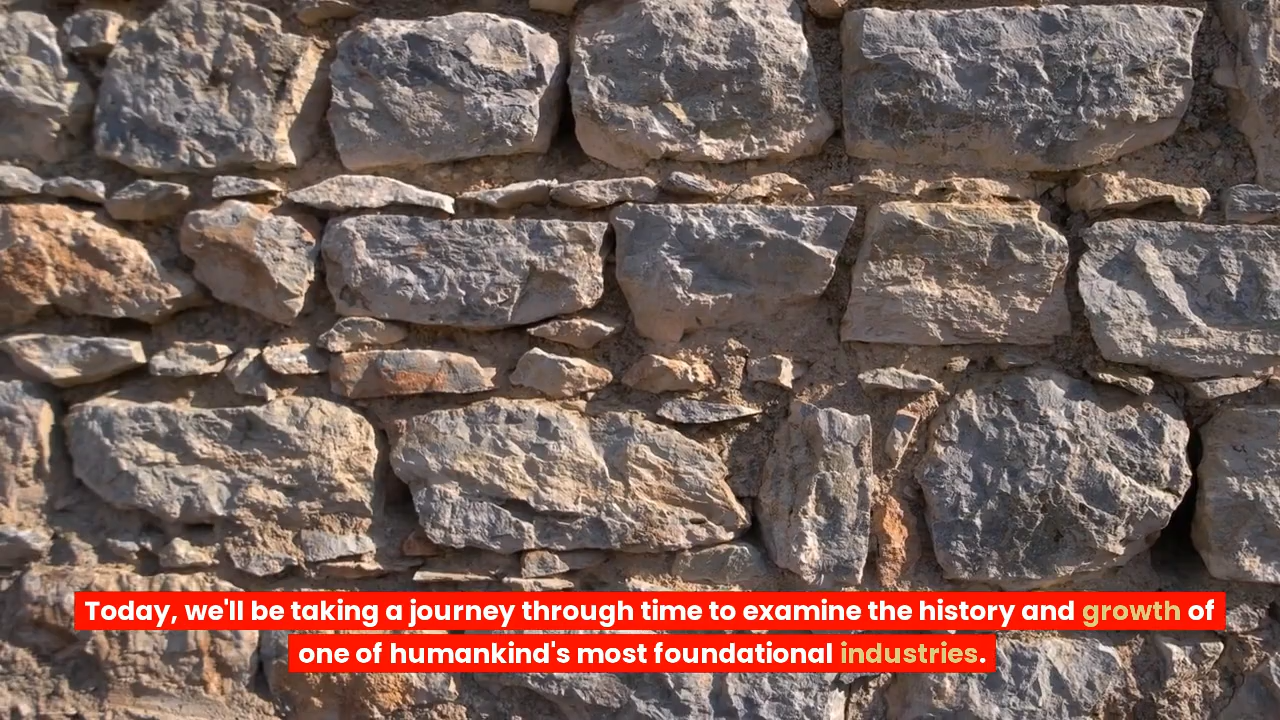 Today, we'll be taking a journey through time to examine the history and growth of
one of humankind's most foundational industries.